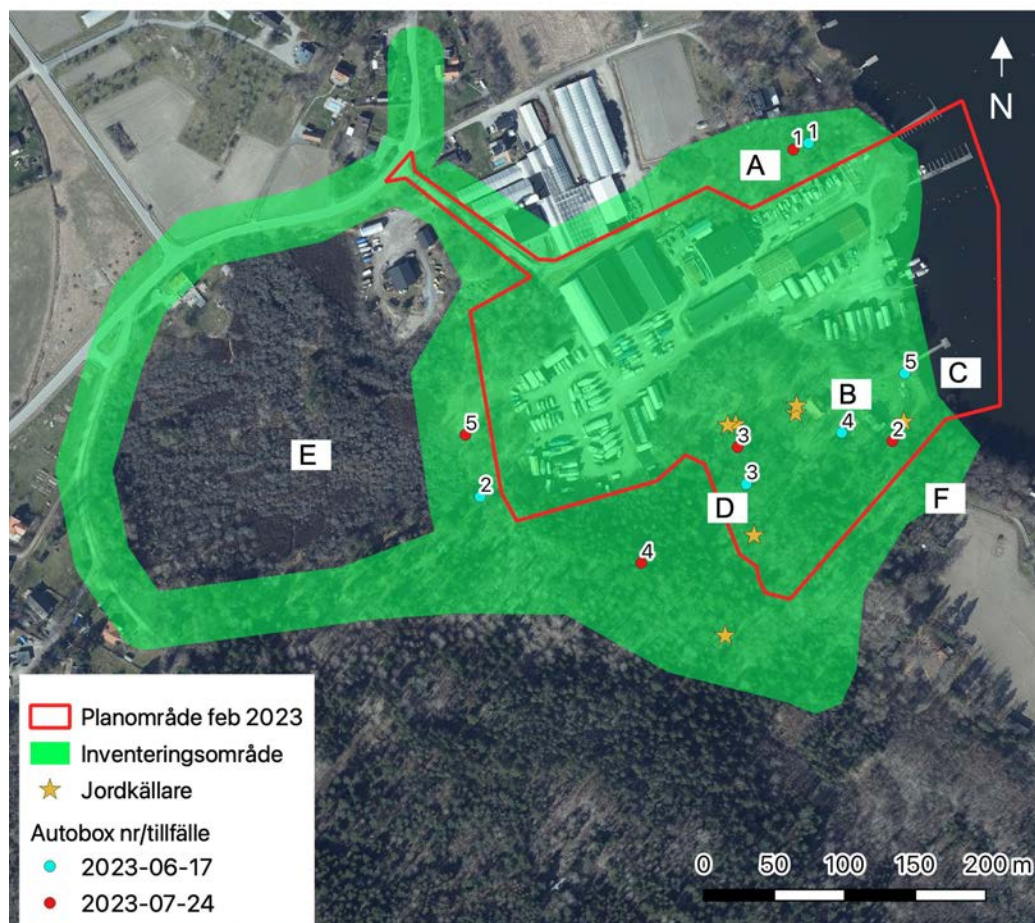 N
1 1
A
5
C
B
4
2
5
3
E
3
2
D
F
4
Planområde feb 2023
Inventeringsområde
Jordkällare
Autobox nr/tillfälle
2023-06-17
2023-07-24
0 50 100 150 200 m